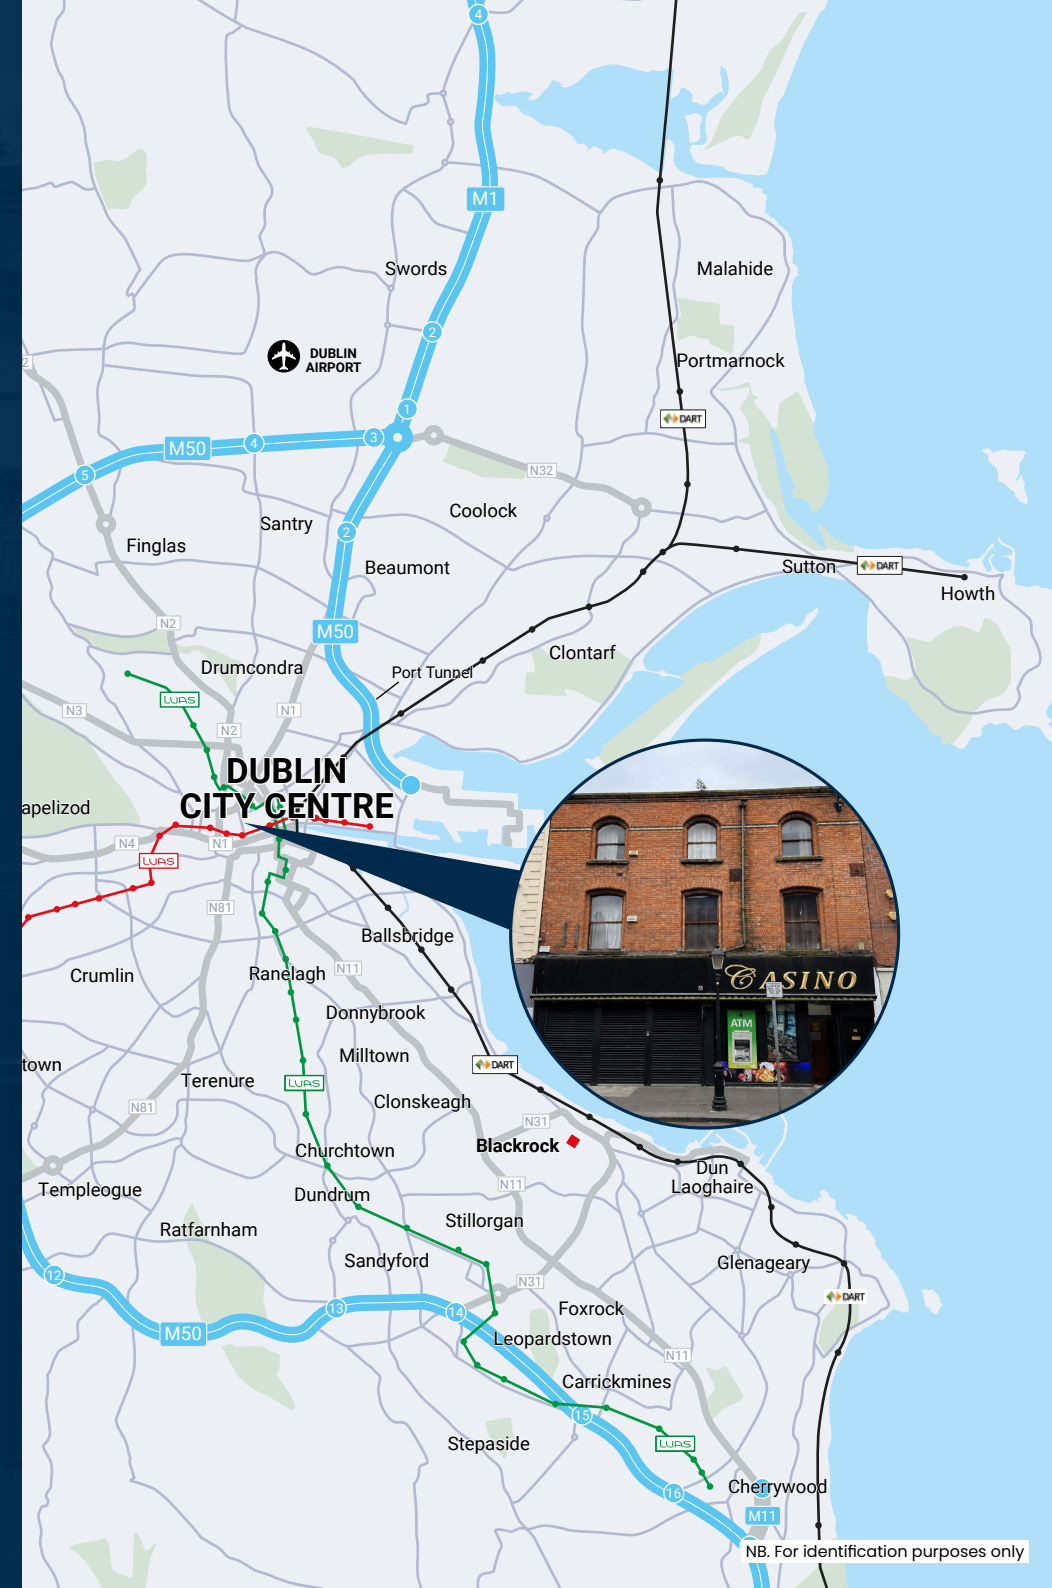 4
M1
Swords
Malahide
2
DUBLIN
AIRPORT
Portmarnock
2
1
DART
3
M50
4
5
N32
Coolock
Santry
2
Finglas
Beaumont
Sutton
DART
Howth
N2
M50
Clontarf
Drumcondra
Port Tunnel
LUAS
N3
N1
N2
DUBLIN
CITY CENTRE
apelizod
N4
N1
LUAS
N81
Ballsbridge
Crumlin
Ranelagh
N11
CASINO
Donnybrook
ATM
Milltown
town
DART
Terenure
LUAS
Clonskeagh
N81
N31
Blackrock
Churchtown
Dun
Laoghaire
Templeogue
N11
Dundrum
Stillorgan
Ratfarnham
Sandyford
Glenageary
12
N31
DART
13
14
Foxrock
M50
Leopardstown
N11
Carrickmines
15
Stepaside
LUAS
16
Cherrywood
M11
NB. For identification purposes only